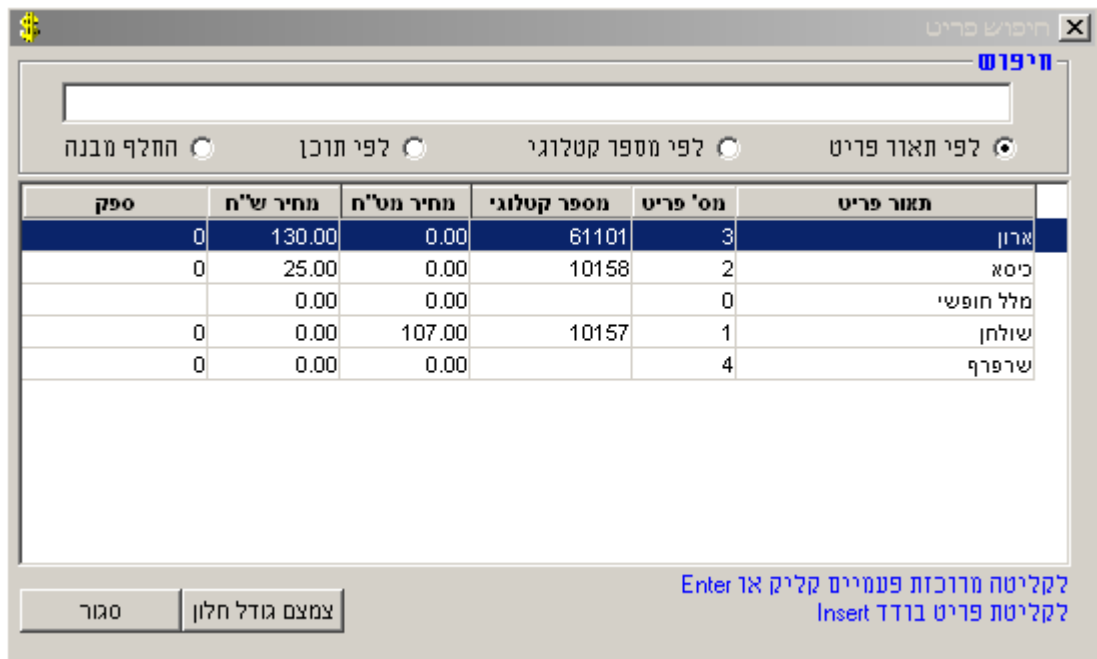 חיפוש פריט
חיפוש
לפי תאור פריט לפי מספר קטלוגי לפי תוכן החלף מבנה
תאור פריט מס' פריט מספר קטלוגי מחיר מט"ח מחיר ש"ח ספק
ארון 3 61101 0.00 130.00 0
כיסא 2 10158 0.00 25.00 0
מלל חופשי 0 0.00 0.00
שולחן 1 10157 107.00 0.00 0
שרפרף 4 0.00 0.00 0
לקליטה מרוכזת פעמיים קליק או Enter
לקליטת פריט בודד Insert
צמצם גודל חלון סגור